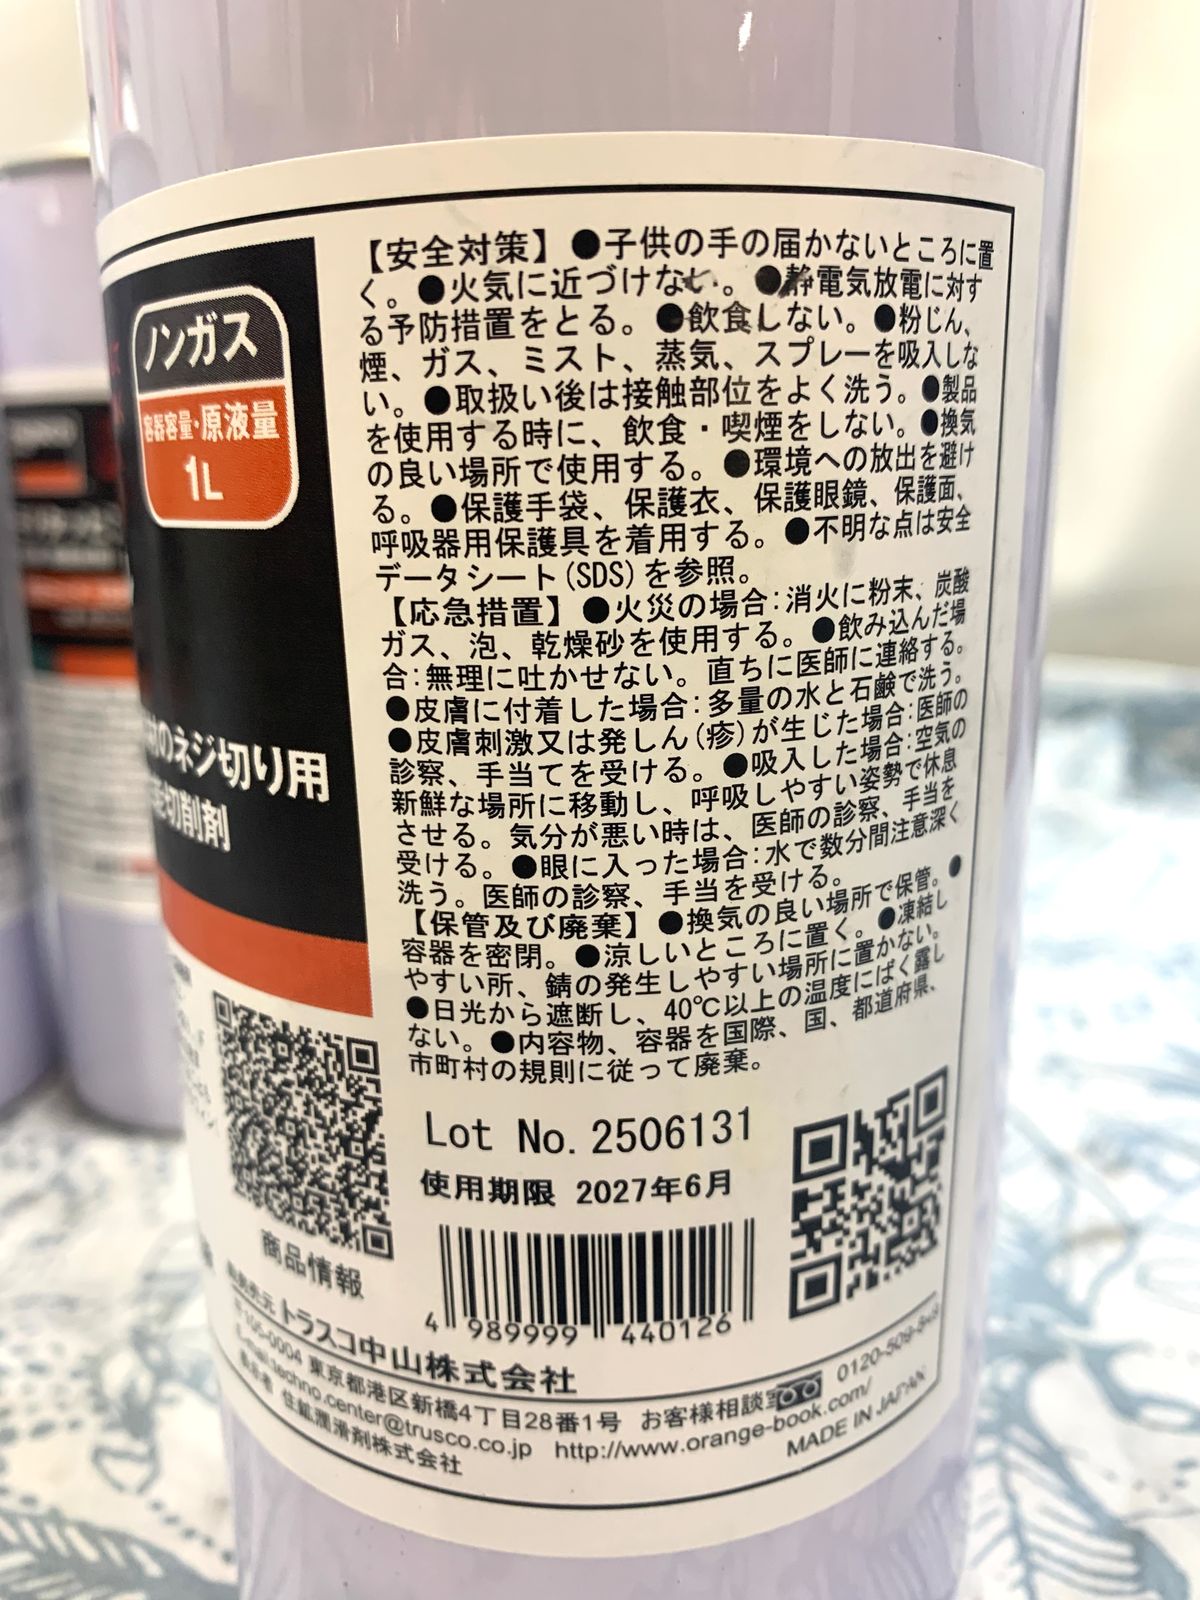 ノンガス
容器容量・原液量
1L
のネジ切り用
切削剤
【安全対策】 ●子供の手の届かないところに置
く。●火気に近づけない。●静電気放電に対す
る予防措置をとる。●飲食しない。●粉じん、
煙、ガス、ミスト、蒸気、スプレーを吸入しな
い。●取扱い後は接触部位をよく洗う。●製品
を使用する時に、飲食・喫煙をしない。●換気
の良い場所で使用する。●環境への放出を避け
る。●保護手袋、保護衣、保護眼鏡、保護面、
呼吸器用保護具を着用する。●不明な点は安全
データシート(SDS)を参照。
【応急措置】 ●火災の場合:消火に粉末、炭酸
ガス、泡、乾燥砂を使用する。●飲み込んだ場
合:無理に吐かせない。直ちに医師に連絡する。
●皮膚に付着した場合:多量の水と石鹸で洗う。
●皮膚刺激又は発しん(疹)が生じた場合:医師の
診察、手当てを受ける。●吸入した場合:空気の
新鮮な場所に移動し、呼吸しやすい姿勢で休息
させる。気分が悪い時は、医師の診察、手当を
受ける。●眼に入った場合:水で数分間注意深く
洗う。医師の診察、手当を受ける。
【保管及び廃棄】 ●換気の良い場所で保管。●
容器を密閉。●涼しいところに置く。●凍結し
やすい所、錆の発生しやすい場所に置かない。
●日光から遮断し、40℃以上の温度にばく露し
ない。●内容物、容器を国際、国、都道府県、
市町村の規則に従って廃棄。
Lot No. 2506131
使用期限 2027年6月
商品情報
4 989999 440126
販売元 トラスコ中山株式会社
〒105-0004 東京都港区新橋4丁目28番1号 お客様相談室 0120-509-849
E-mail techno.center@trusco.co.jp http://www.orange-book.com/
表示者 住鉱潤滑剤株式会社 MADE IN JAPAN